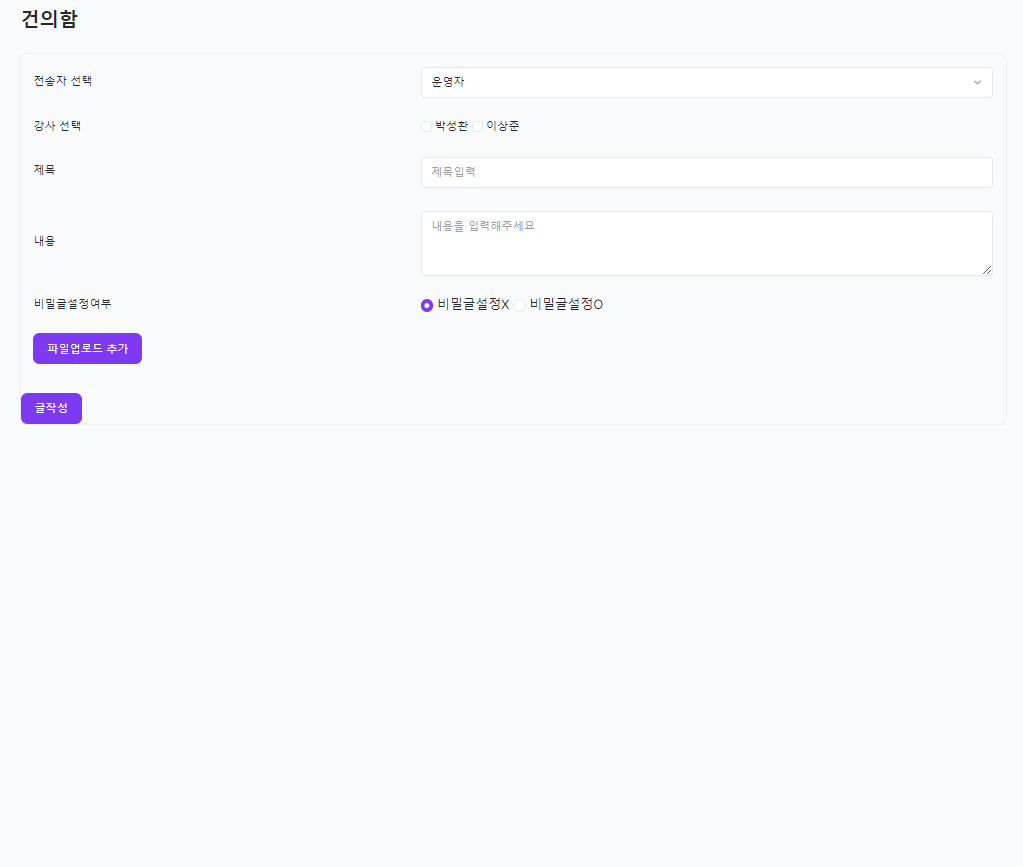 건의함
전송자 선택 운영자
강사 선택 박성환 이상준
제목 제목입력
내용 내용을 입력해주세요
비밀글설정여부 비밀글설정X 비밀글설정O
파일업로드 추가
글작성